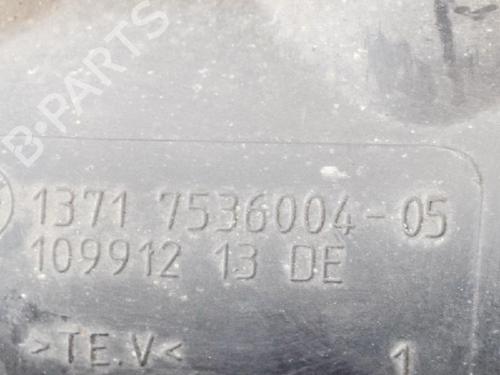 B-PARTS
1371 7536004-05
109912 13 DE
>TE.V<
1